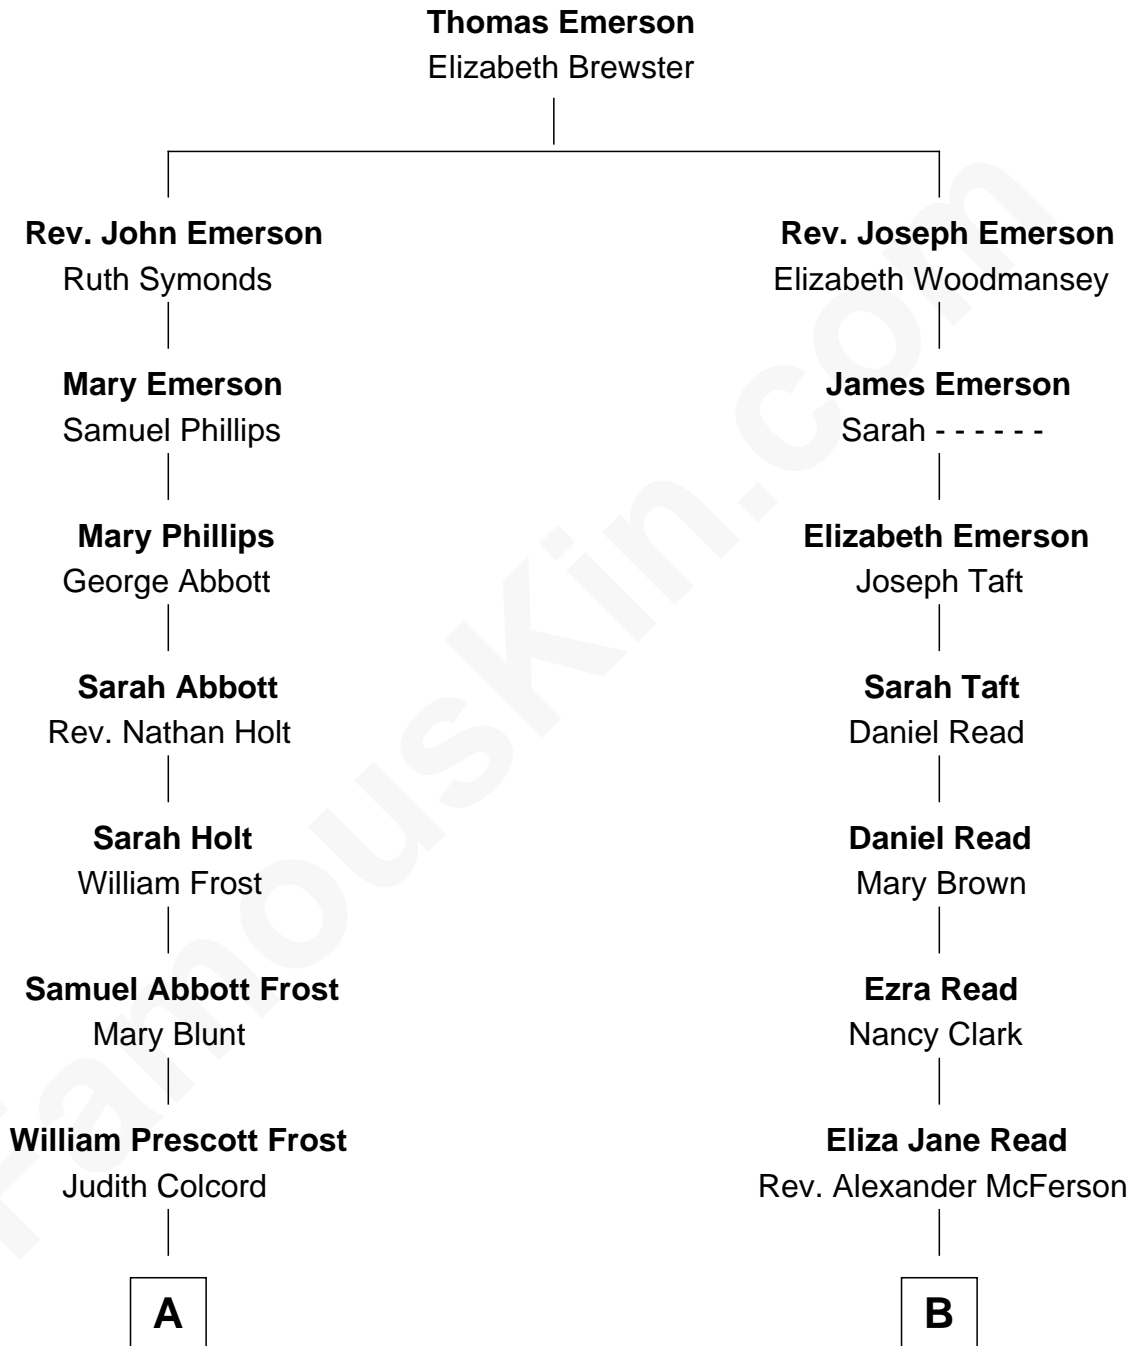 Thomas Emerson
Elizabeth Brewster
Rev. John Emerson
Ruth Symonds
Mary Emerson
Samuel Phillips
Mary Phillips
George Abbott
Sarah Abbott
Rev. Nathan Holt
Sarah Holt
William Frost
Samuel Abbott Frost
Mary Blunt
William Prescott Frost
Judith Colcord
A
Rev. Joseph Emerson
Elizabeth Woodmansey
James Emerson
Sarah - - - - - -
Elizabeth Emerson
Joseph Taft
Sarah Taft
Daniel Read
Daniel Read
Mary Brown
Ezra Read
Nancy Clark
Eliza Jane Read
Rev. Alexander McFerson
B
FamousKin.com